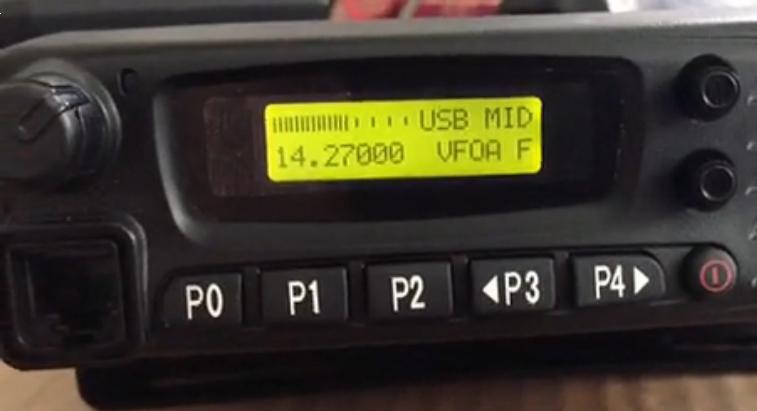 USB MID
14.27000 VFOA F
P0 P1 P2 ◀P3 P4▶